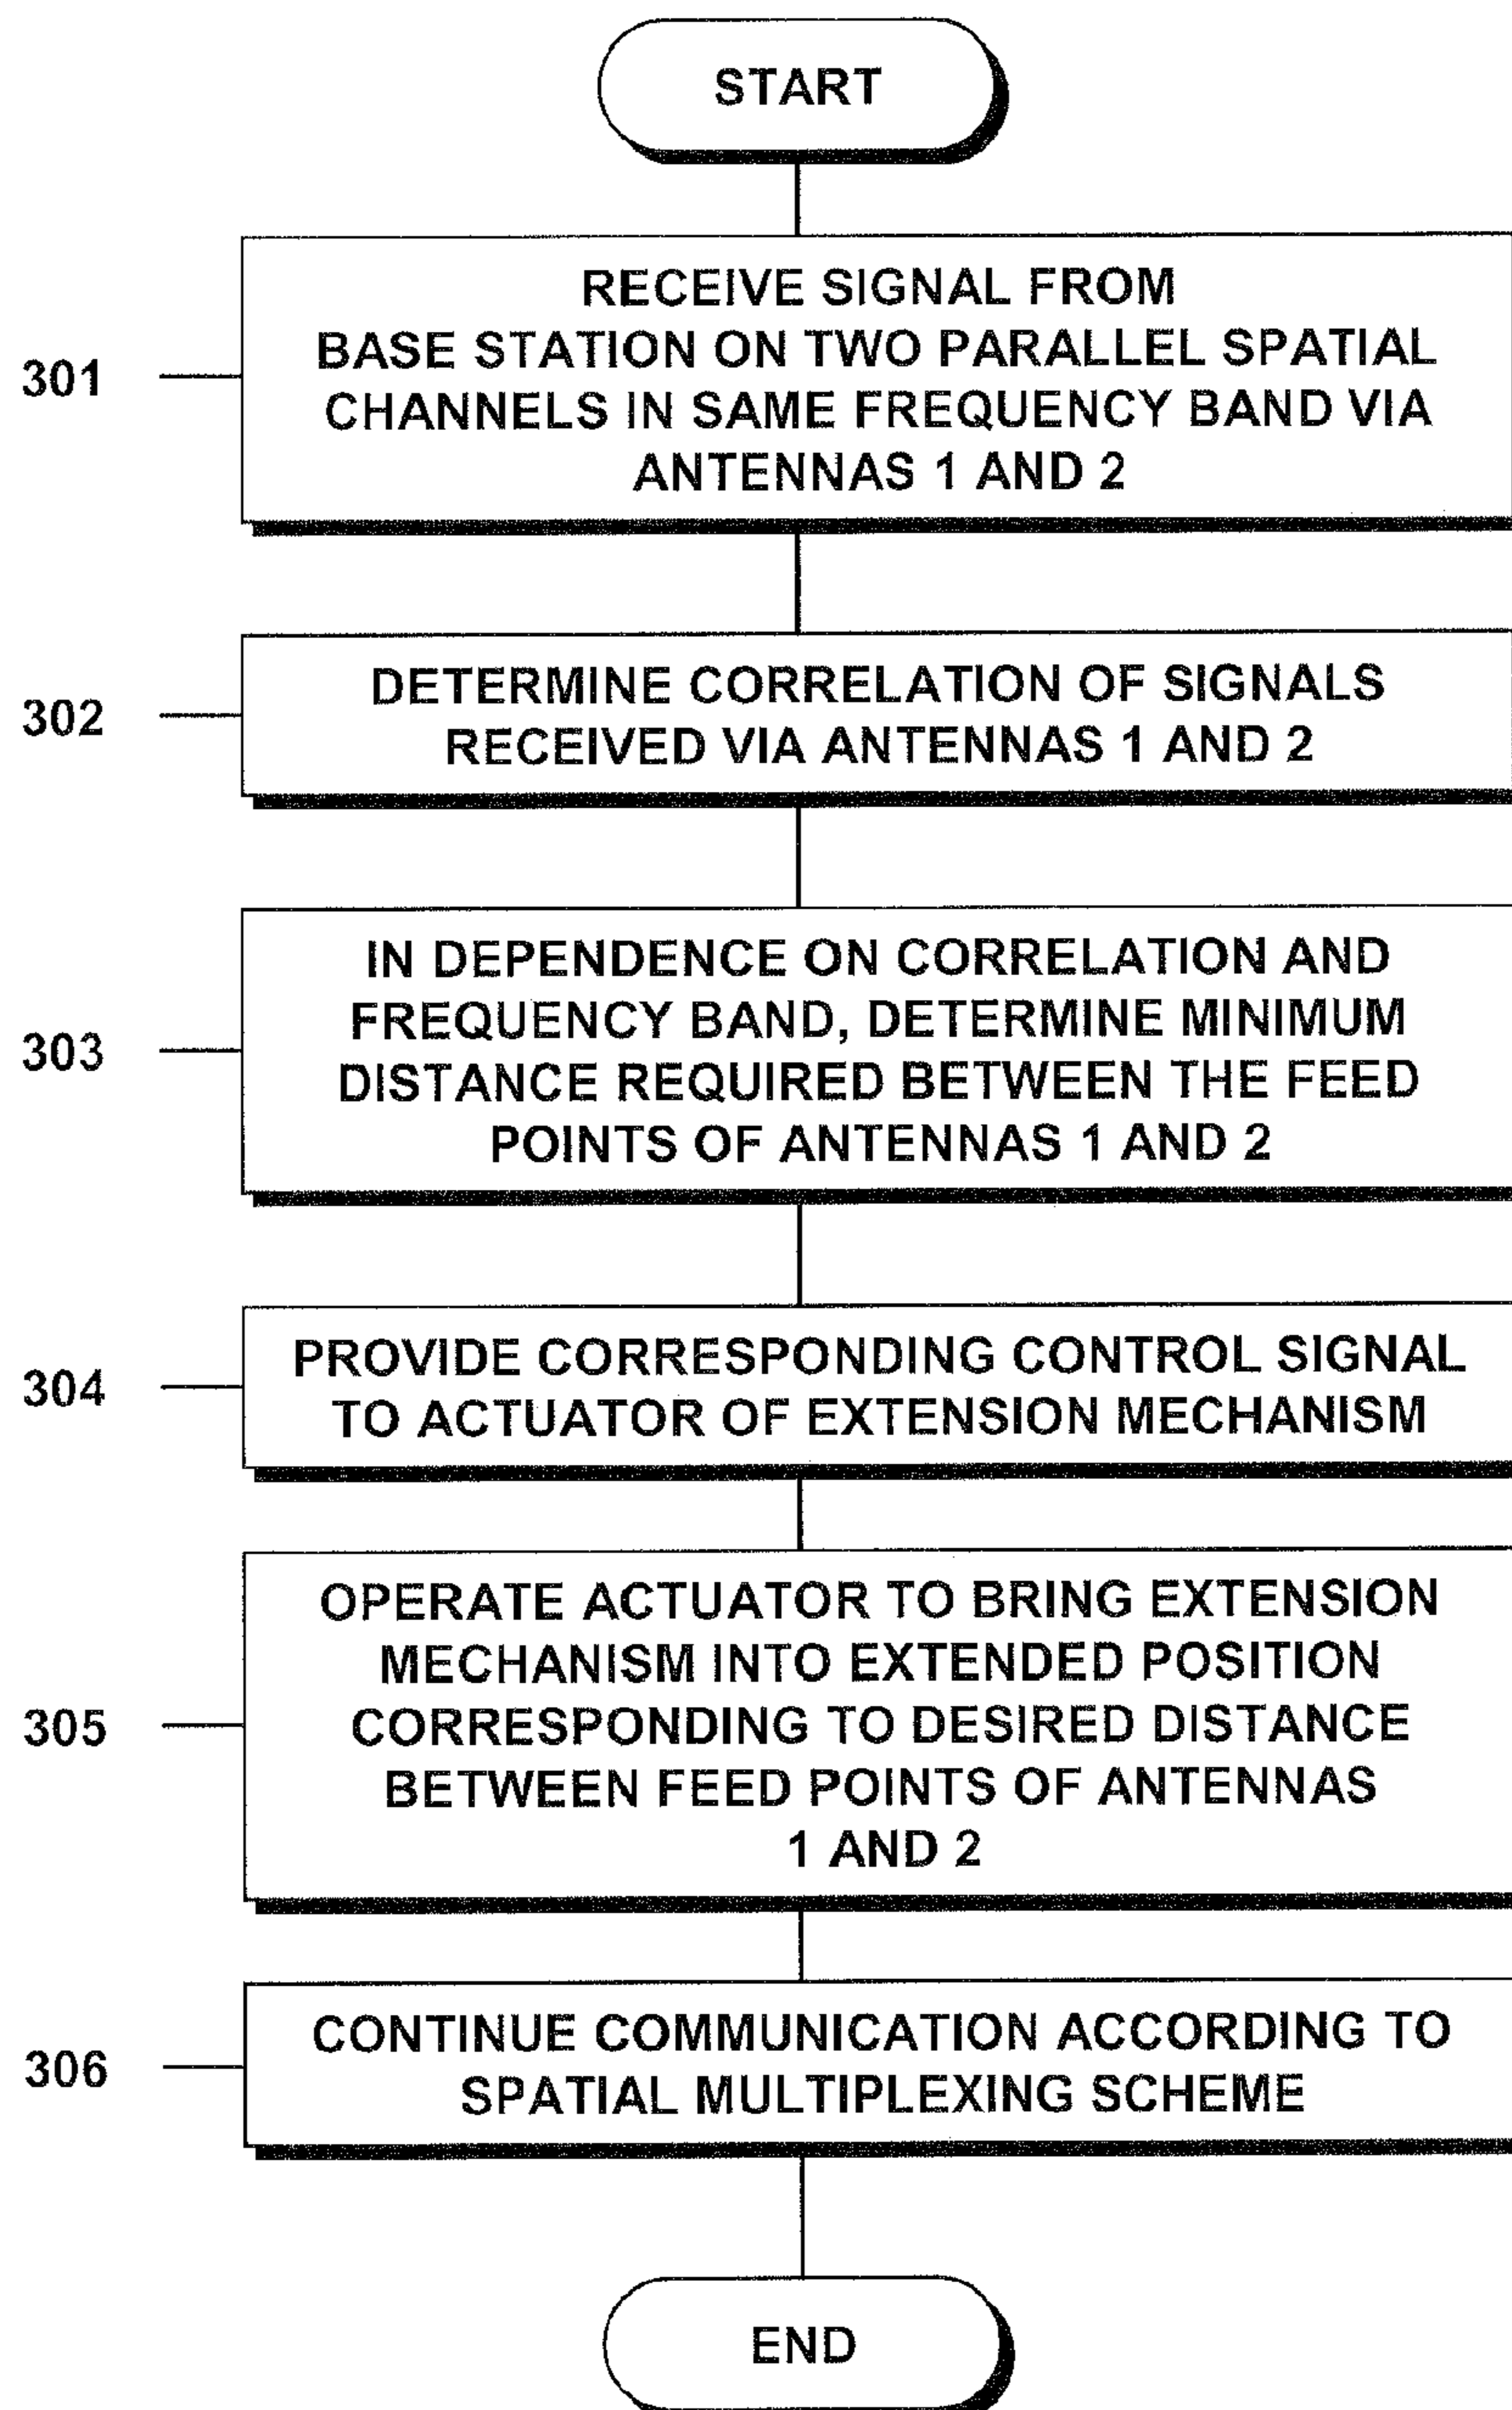 START
301
RECEIVE SIGNAL FROM
BASE STATION ON TWO PARALLEL SPATIAL
CHANNELS IN SAME FREQUENCY BAND VIA
ANTENNAS 1 AND 2
302
DETERMINE CORRELATION OF SIGNALS
RECEIVED VIA ANTENNAS 1 AND 2
303
IN DEPENDENCE ON CORRELATION AND
FREQUENCY BAND, DETERMINE MINIMUM
DISTANCE REQUIRED BETWEEN THE FEED
POINTS OF ANTENNAS 1 AND 2
304
PROVIDE CORRESPONDING CONTROL SIGNAL
TO ACTUATOR OF EXTENSION MECHANISM
305
OPERATE ACTUATOR TO BRING EXTENSION
MECHANISM INTO EXTENDED POSITION
CORRESPONDING TO DESIRED DISTANCE
BETWEEN FEED POINTS OF ANTENNAS
1 AND 2
306
CONTINUE COMMUNICATION ACCORDING TO
SPATIAL MULTIPLEXING SCHEME
END